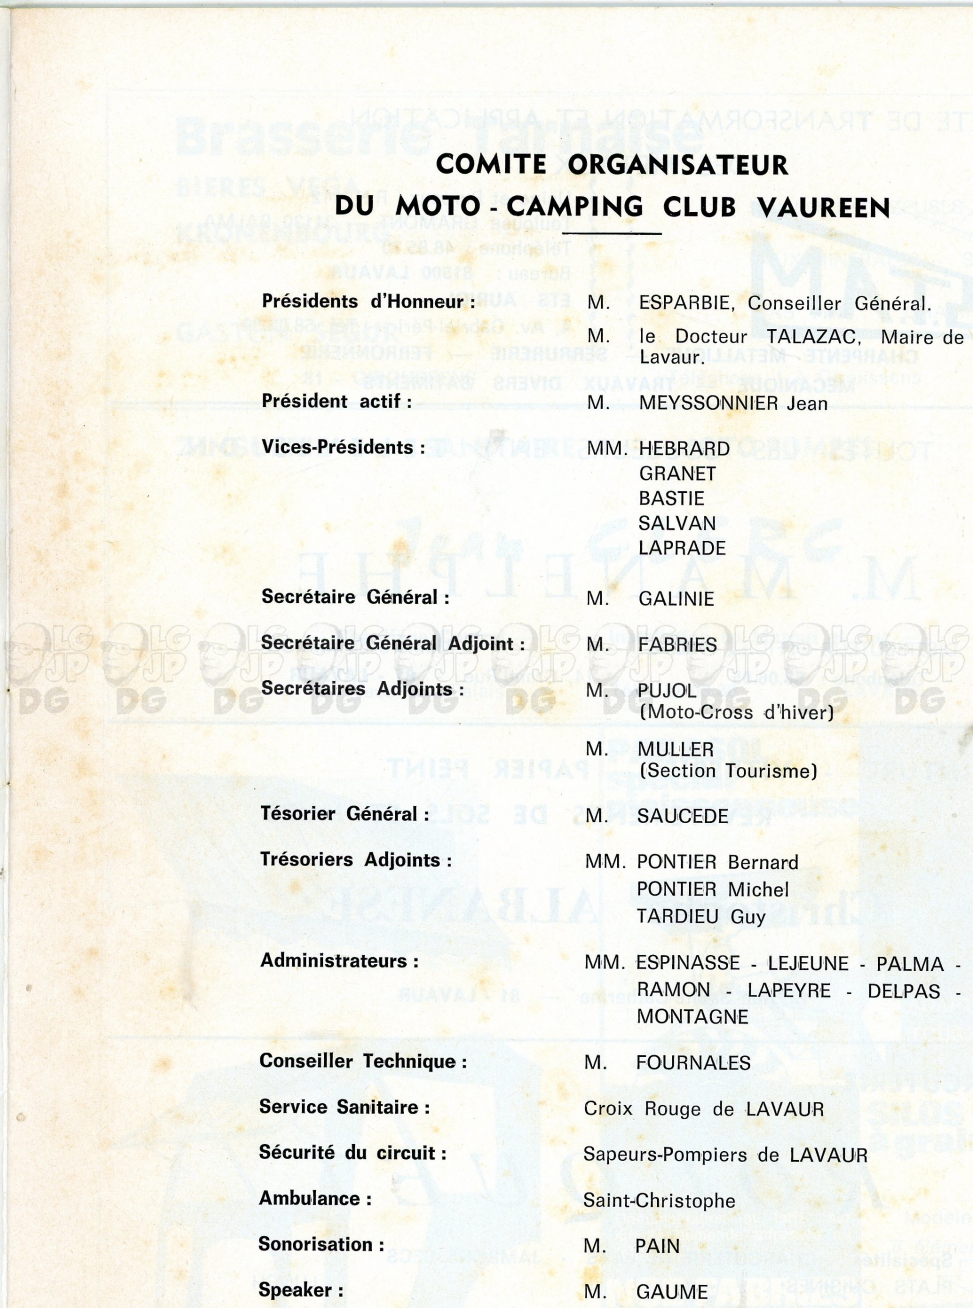 COMITE ORGANISATEUR
DU MOTO - CAMPING CLUB VAUREEN
Présidents d'Honneur : M. ESPARBIE, Conseiller Général.
M. le Docteur TALAZAC, Maire de
Lavaur.
Président actif : M. MEYSSONNIER Jean
Vices-Présidents : MM. HEBRARD
GRANET
BASTIE
SALVAN
LAPRADE
Secrétaire Général : M. GALINIE
Secrétaire Général Adjoint : M. FABRIES
Secrétaires Adjoints : M. PUJOL
(Moto-Cross d'hiver)
M. MULLER
(Section Tourisme)
Tésorier Général : M. SAUCEDE
Trésoriers Adjoints : MM. PONTIER Bernard
PONTIER Michel
TARDIEU Guy
Administrateurs : MM. ESPINASSE - LEJEUNE - PALMA -
RAMON - LAPEYRE - DELPAS -
MONTAGNE
Conseiller Technique : M. FOURNALES
Service Sanitaire : Croix Rouge de LAVAUR
Sécurité du circuit : Sapeurs-Pompiers de LAVAUR
Ambulance : Saint-Christophe
Sonorisation : M. PAIN
Speaker : M. GAUME